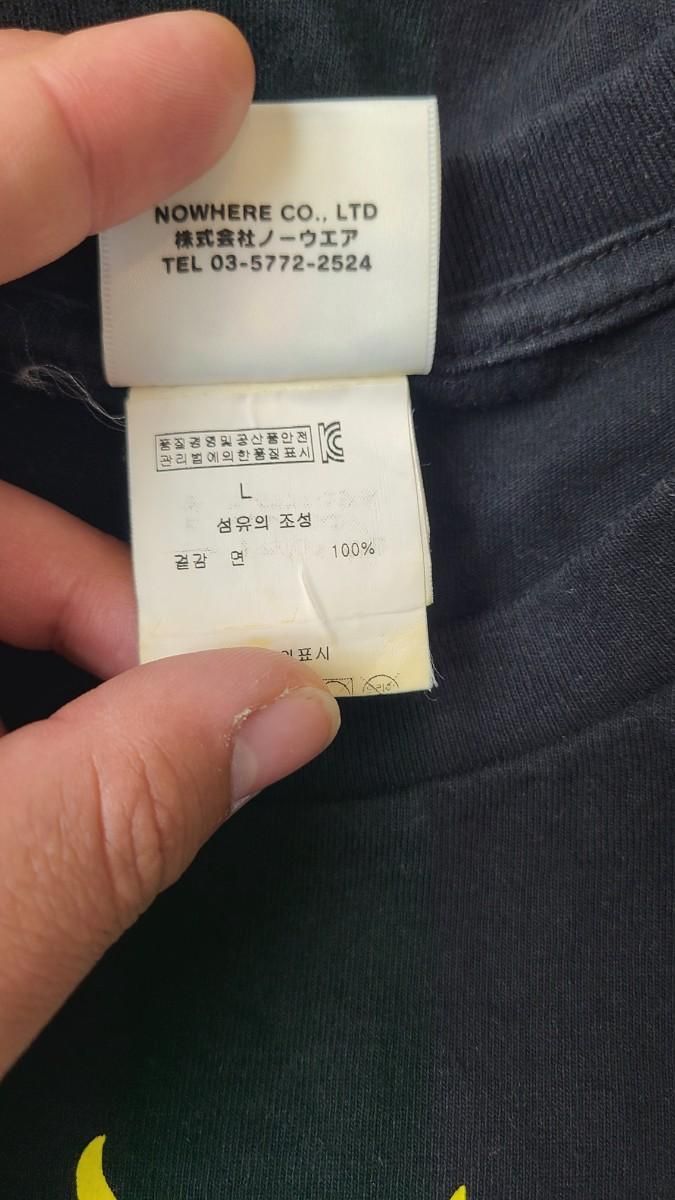 NOWHERE CO., LTD
株式会社ノーウエア
TEL 03-5772-2524
품질경영및공산품안전
관리법에의한품질표시
L
섬유의 조성
겉감 면 100%
표시